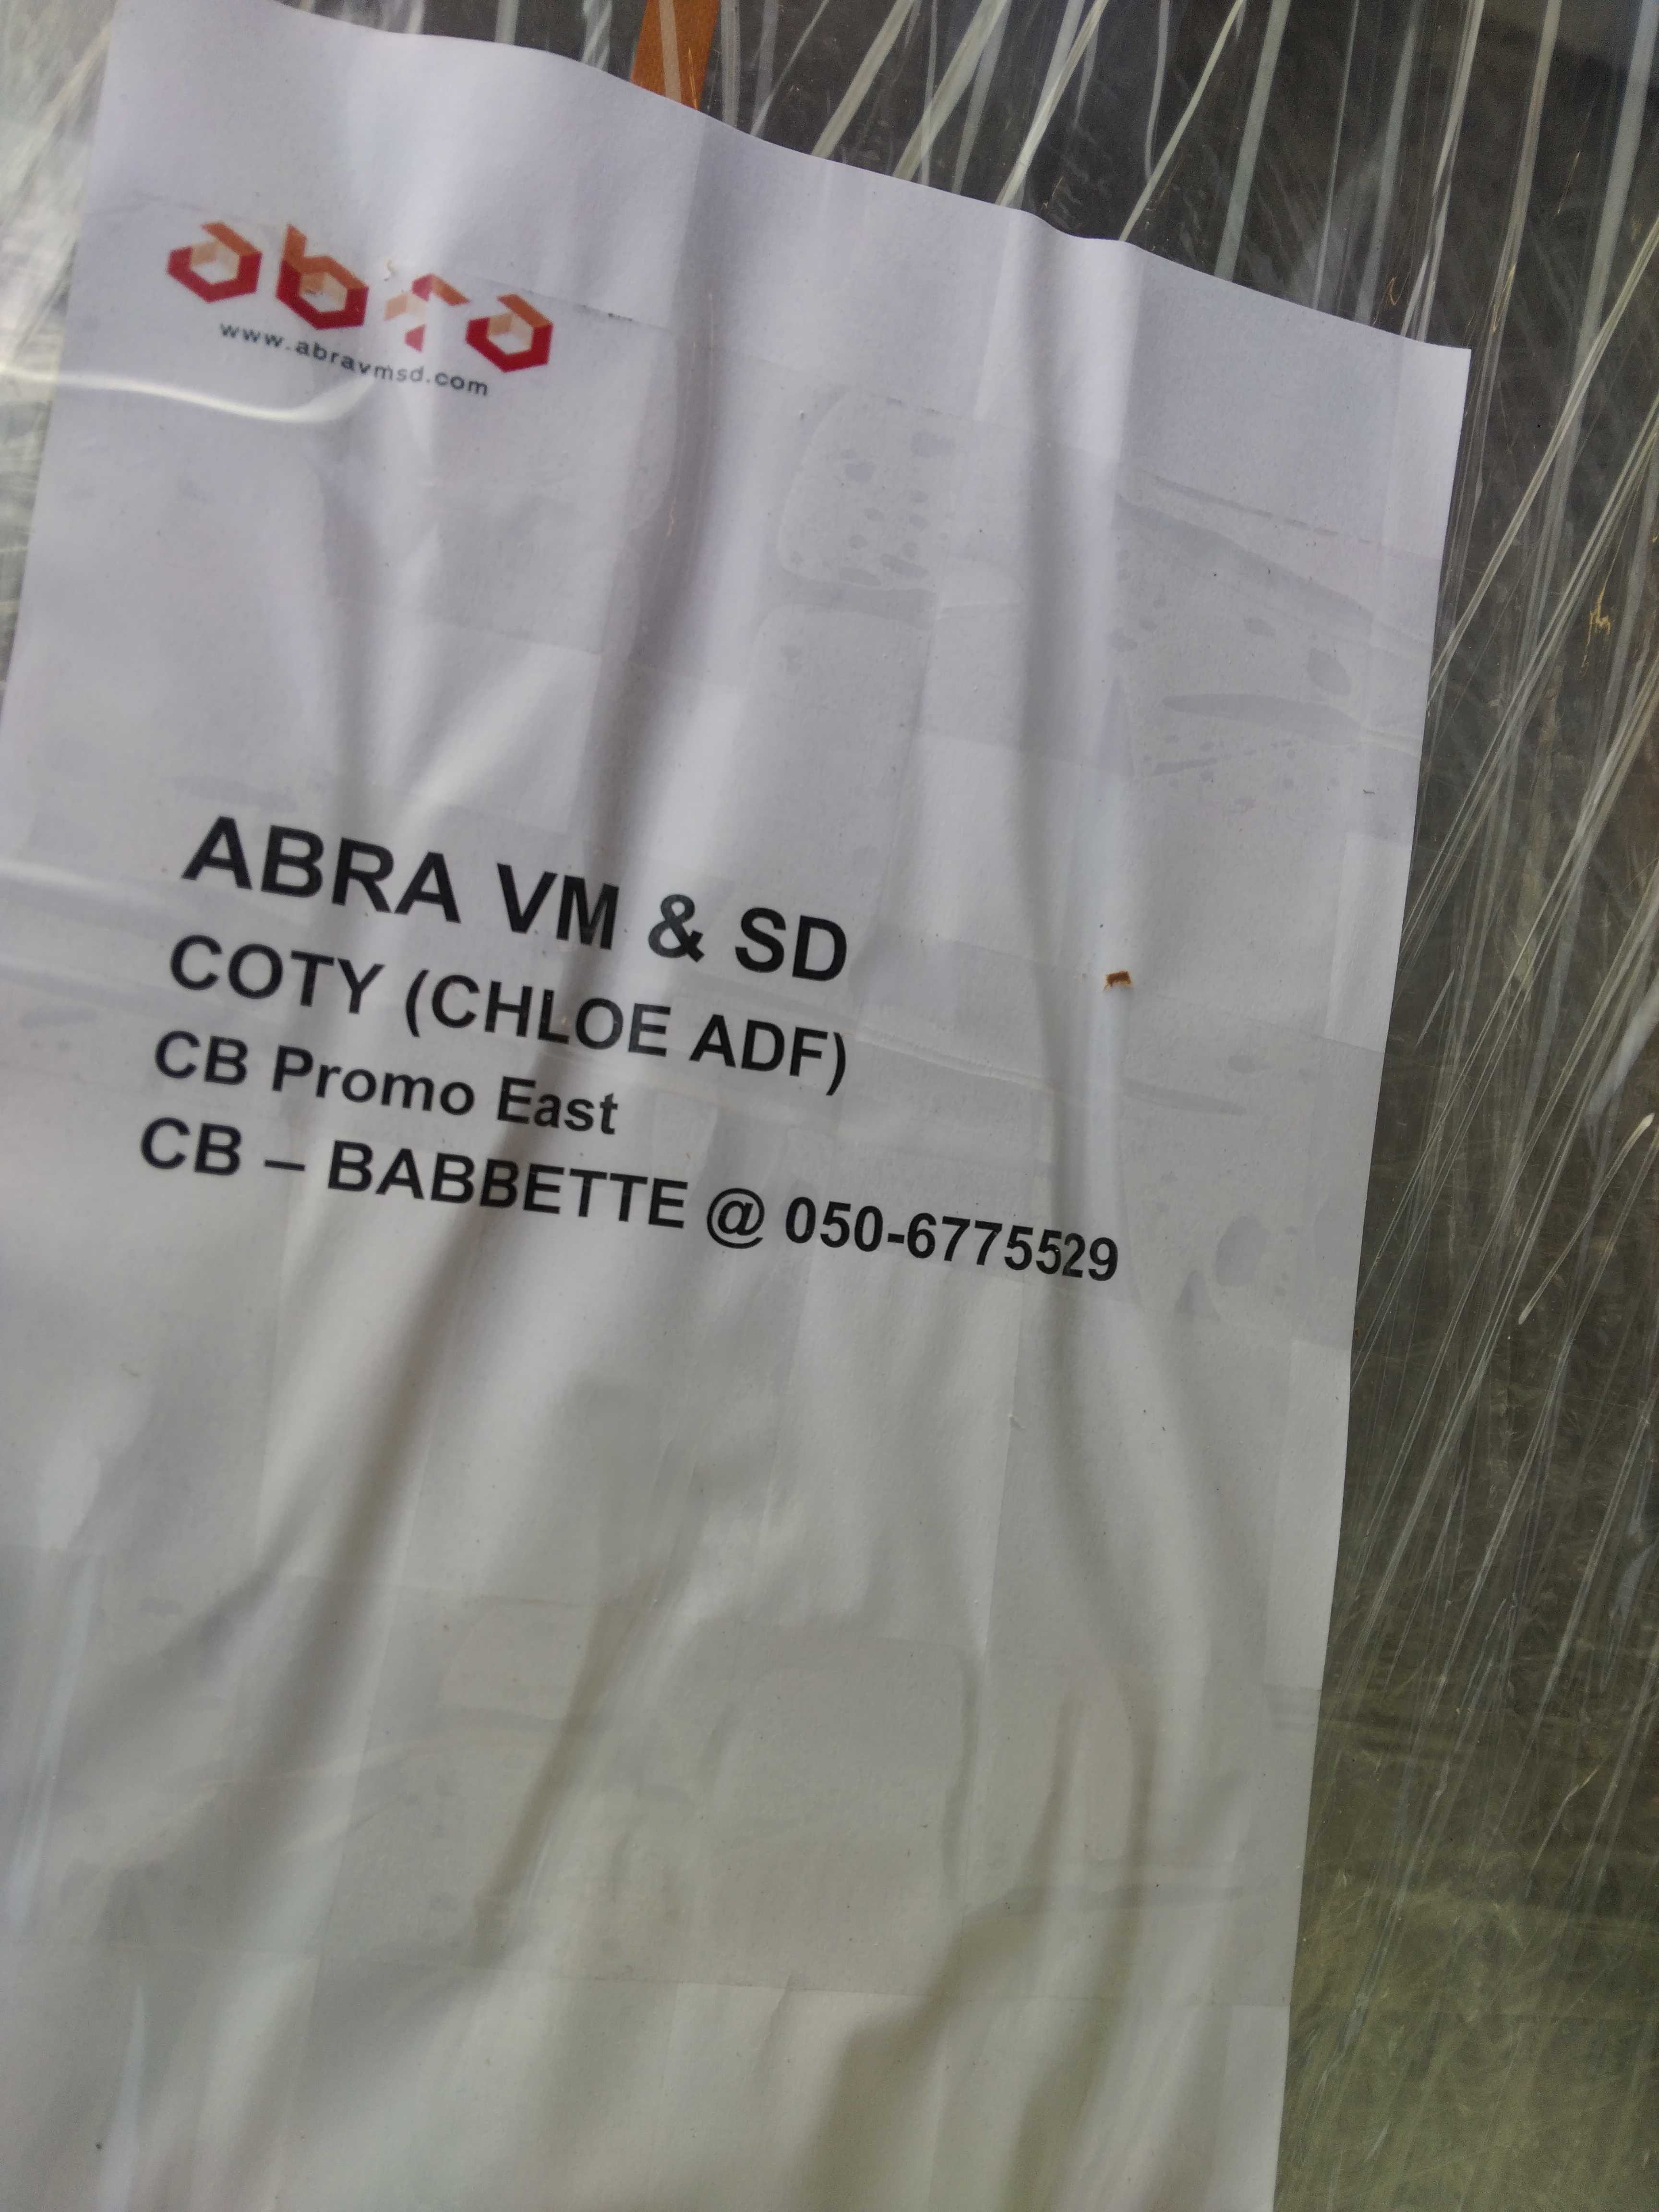 abra
www.abravmsd.com
ABRA VM & SD
COTY (CHLOE ADF)
CB Promo East
CB – BABBETTE @ 050-6775529